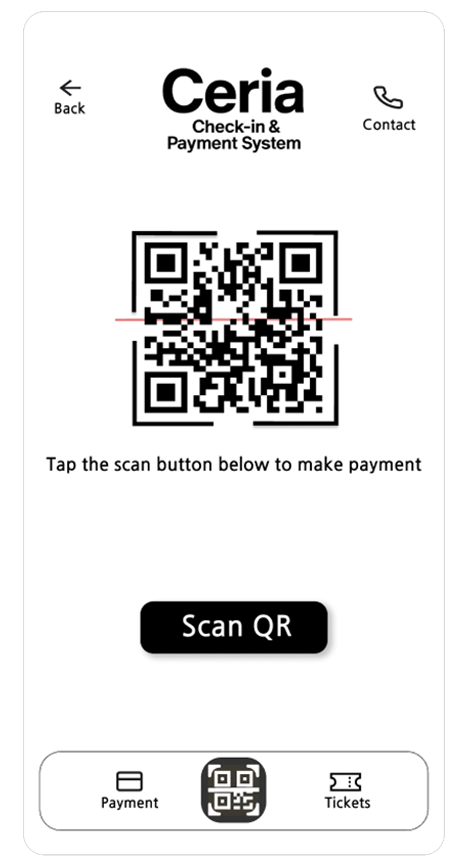 Back
Ceria
Check-in &
Payment System
Contact
Tap the scan button below to make payment
Scan QR
Payment
Tickets